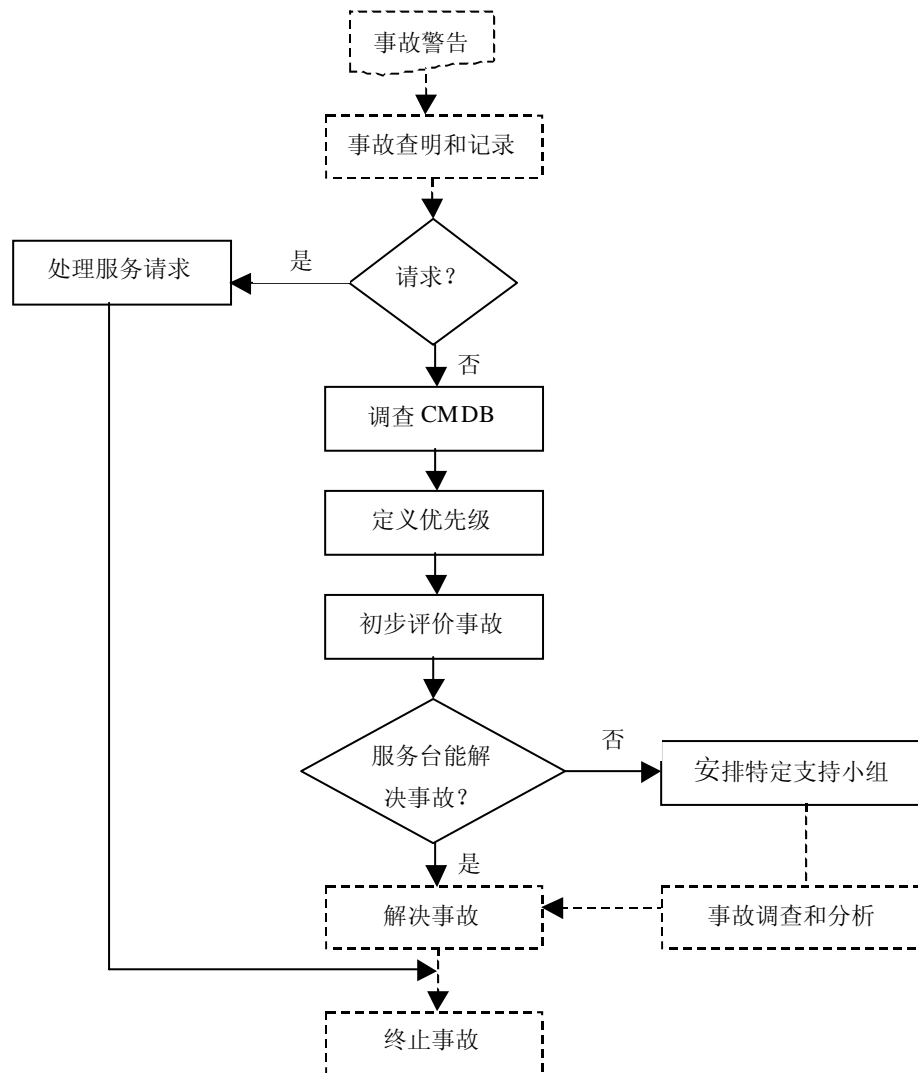 事故警告
事故查明和记录
处理服务请求
是
请求？
否
调查 CMDB
定义优先级
初步评价事故
服务台能解
决事故？
否
安排特定支持小组
是
解决事故
事故调查和分析
终止事故